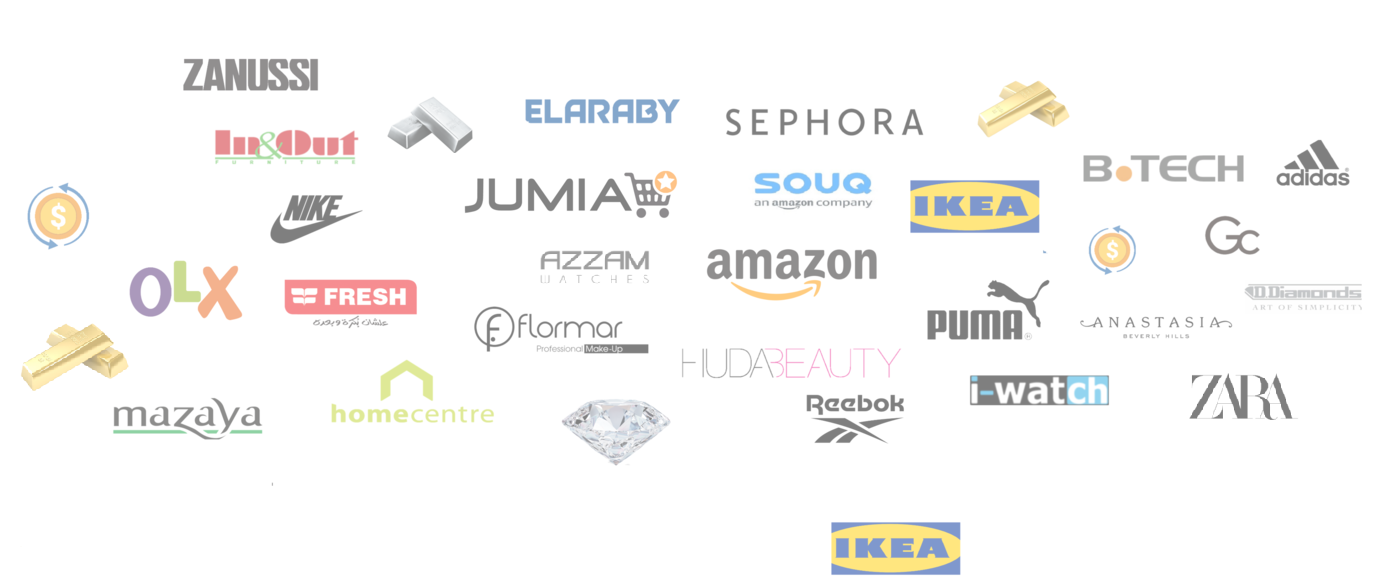 ZANUSSI
ELARABY
SEPHORA
In&Out
FURNITURE
B.TECH
adidas
NIKE
JUMIA
SOUQ
an amazon company
IKEA
$
Gc
$
OLX
AZZAM
WATCHES
amazon
FRESH
flormar
Professional Make-Up
PUMA
®
ANASTASIA
BEVERLY HILLS
D.Diamonds
ART OF SIMPLICITY
HUDABEAUTY
mazaya
homecentre
Reebok
i-watch
ZARA
IKEA